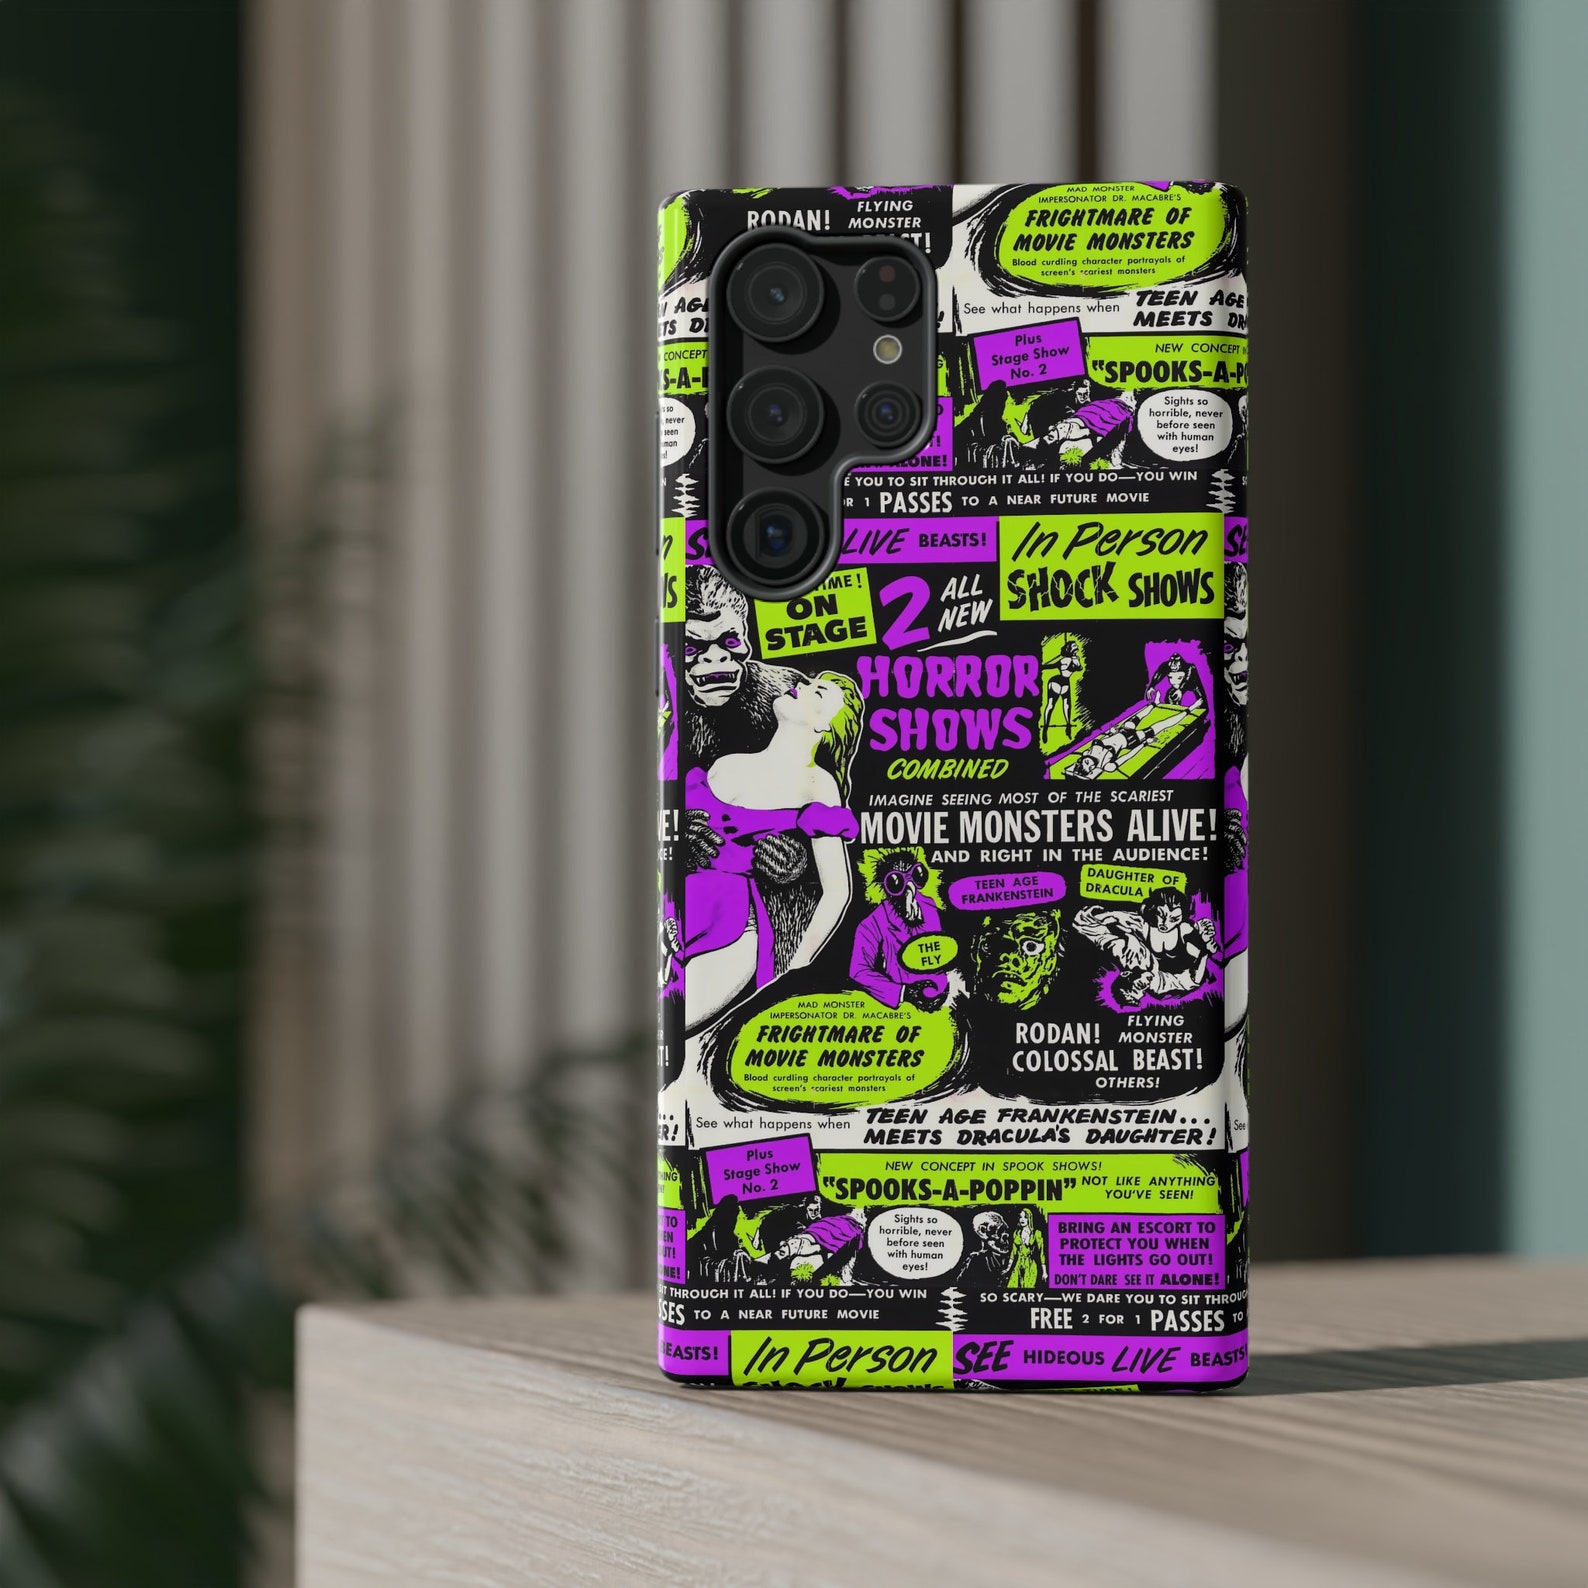 RODAN! FLYING
MONSTER
MAD MONSTER
IMPERSONATOR DR. MACABRE'S
FRIGHTMARE OF
MOVIE MONSTERS
Blood curdling character portrayals of
screen's scariest monsters
See what happens when TEEN AGE
MEETS
Plus
Stage Show
No. 2
NEW CONCEPT
"SPOOKS-A-
Sights so
horrible, never
before seen
with human
eyes!
ALONE!
YOU TO SIT THROUGH IT ALL! IF YOU DO—YOU WIN
1 PASSES TO A NEAR FUTURE MOVIE
LIVE BEASTS!
In Person
SHOCK SHOWS
ON
STAGE
2 ALL
NEW
HORROR
SHOWS
COMBINED
IMAGINE SEEING MOST OF THE SCARIEST
MOVIE MONSTERS ALIVE!
AND RIGHT IN THE AUDIENCE!
THE
FLY
TEEN AGE
FRANKENSTEIN
DAUGHTER OF
DRACULA
MAD MONSTER
IMPERSONATOR DR. MACABRE'S
FRIGHTMARE OF
MOVIE MONSTERS
Blood curdling character portrayals of
screen's scariest monsters
RODAN! FLYING
MONSTER
COLOSSAL BEAST!
OTHERS!
See what happens when TEEN AGE FRANKENSTEIN...
MEETS DRACULA'S DAUGHTER!
Plus
Stage Show
No. 2
NEW CONCEPT IN SPOOK SHOWS!
"SPOOKS-A-POPPIN" NOT LIKE ANYTHING
YOU'VE SEEN!
Sights so
horrible, never
before seen
with human
eyes!
BRING AN ESCORT TO
PROTECT YOU WHEN
THE LIGHTS GO OUT!
DON'T DARE SEE IT ALONE!
THROUGH IT ALL! IF YOU DO—YOU WIN
TO A NEAR FUTURE MOVIE
SO SCARY—WE DARE YOU TO SIT THROUGH
FREE 2 FOR 1 PASSES TO
BEASTS!
In Person
SEE HIDEOUS LIVE BEASTS!